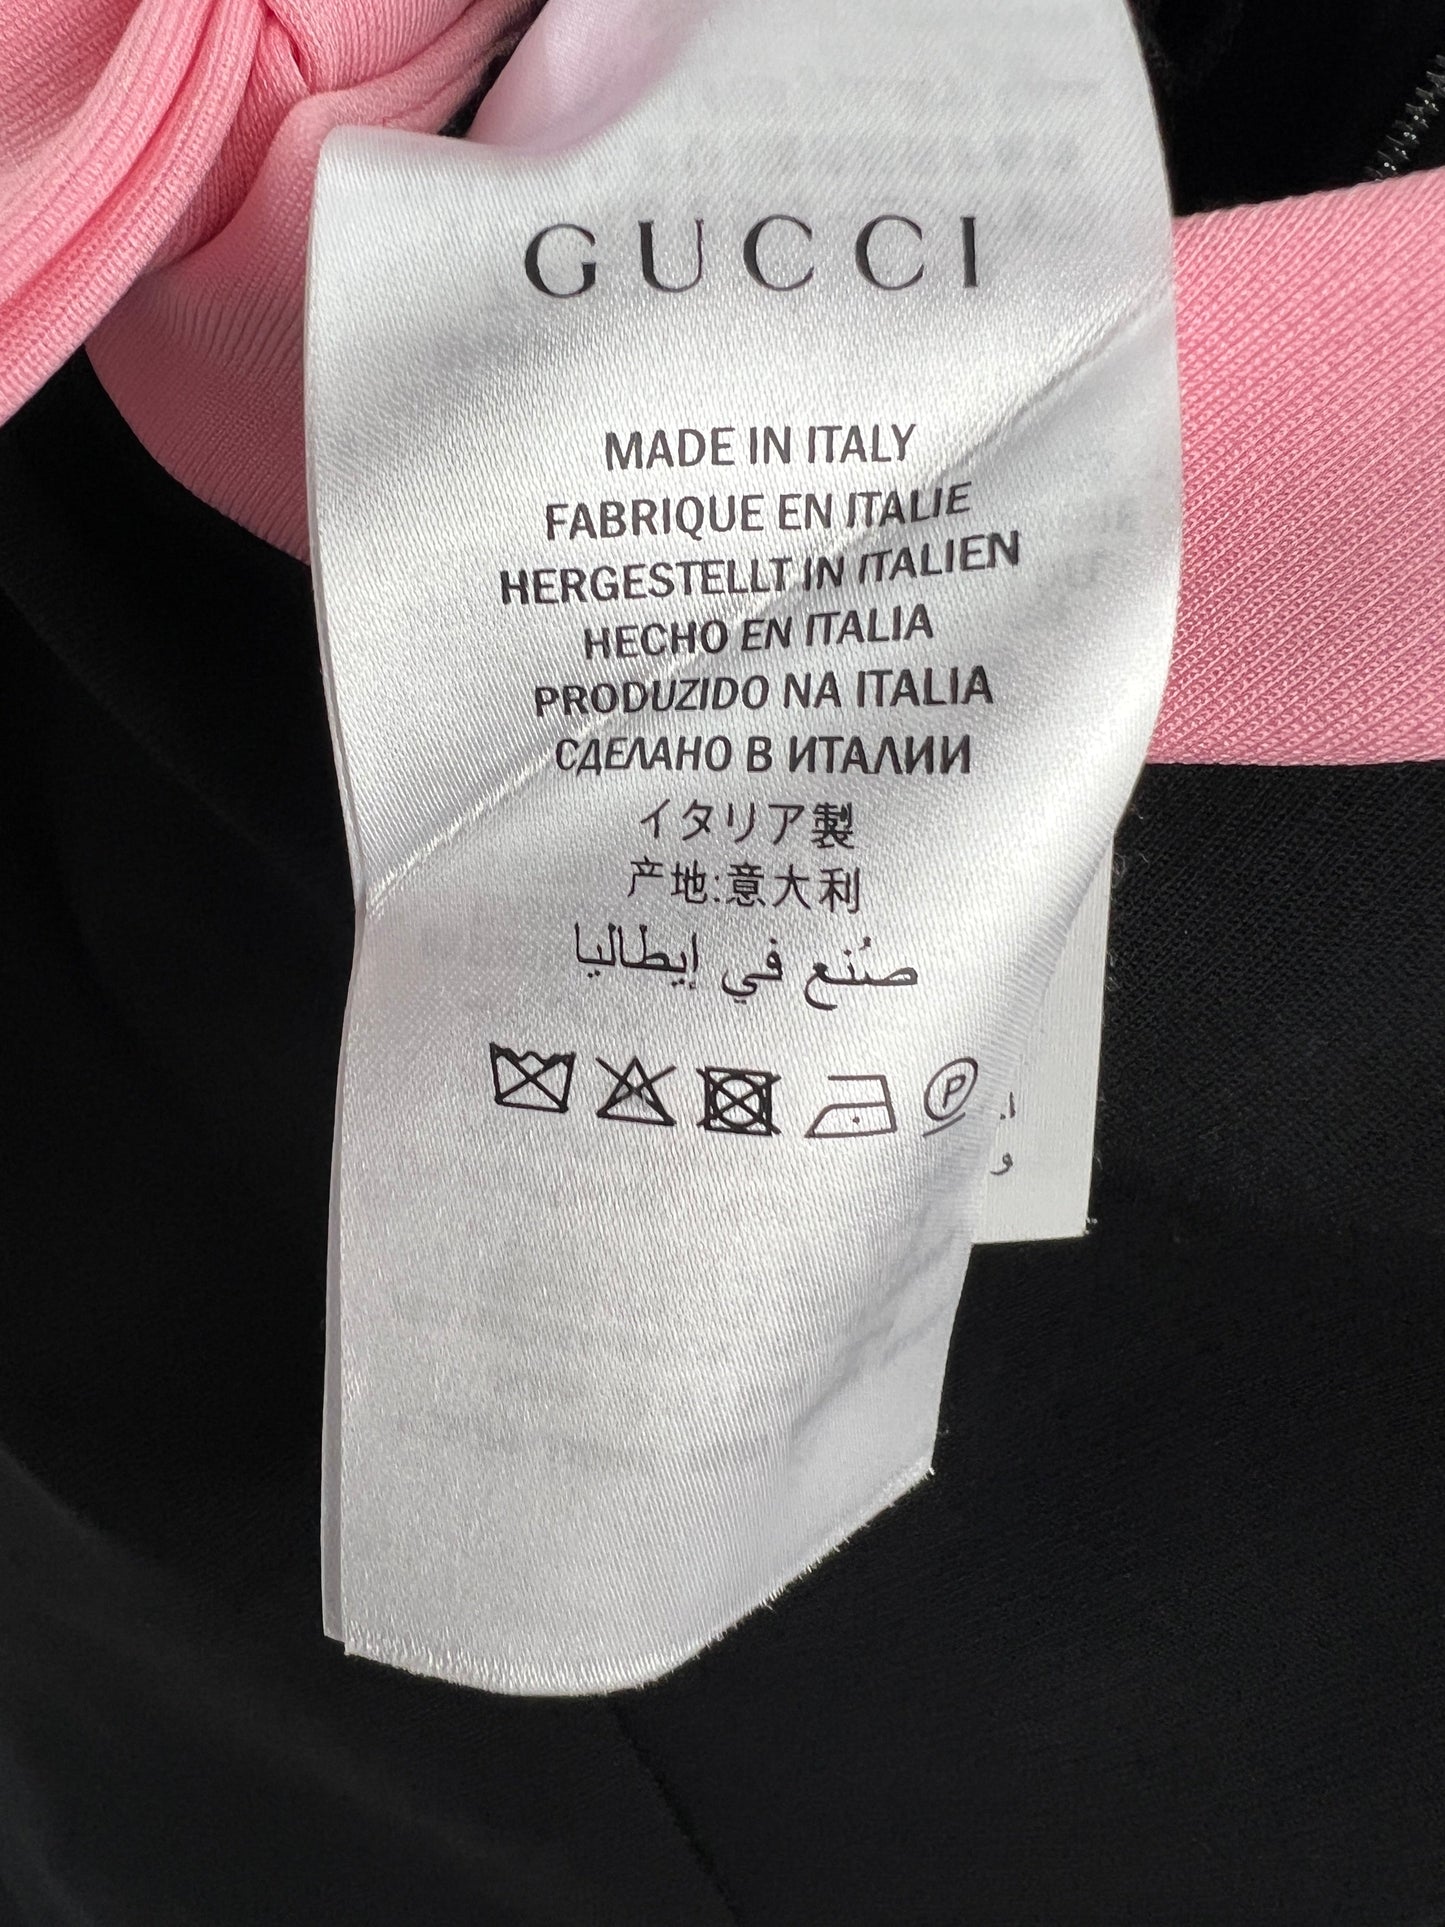 GUCCI
MADE IN ITALY
FABRIQUE EN ITALIE
HERGESTELLT IN ITALIEN
HECHO EN ITALIA
PRODUZIDO NA ITALIA
СДЕЛАНО В ИТАЛИИ
イタリア製
产地:意大利
صُنع في إيطاليا
P